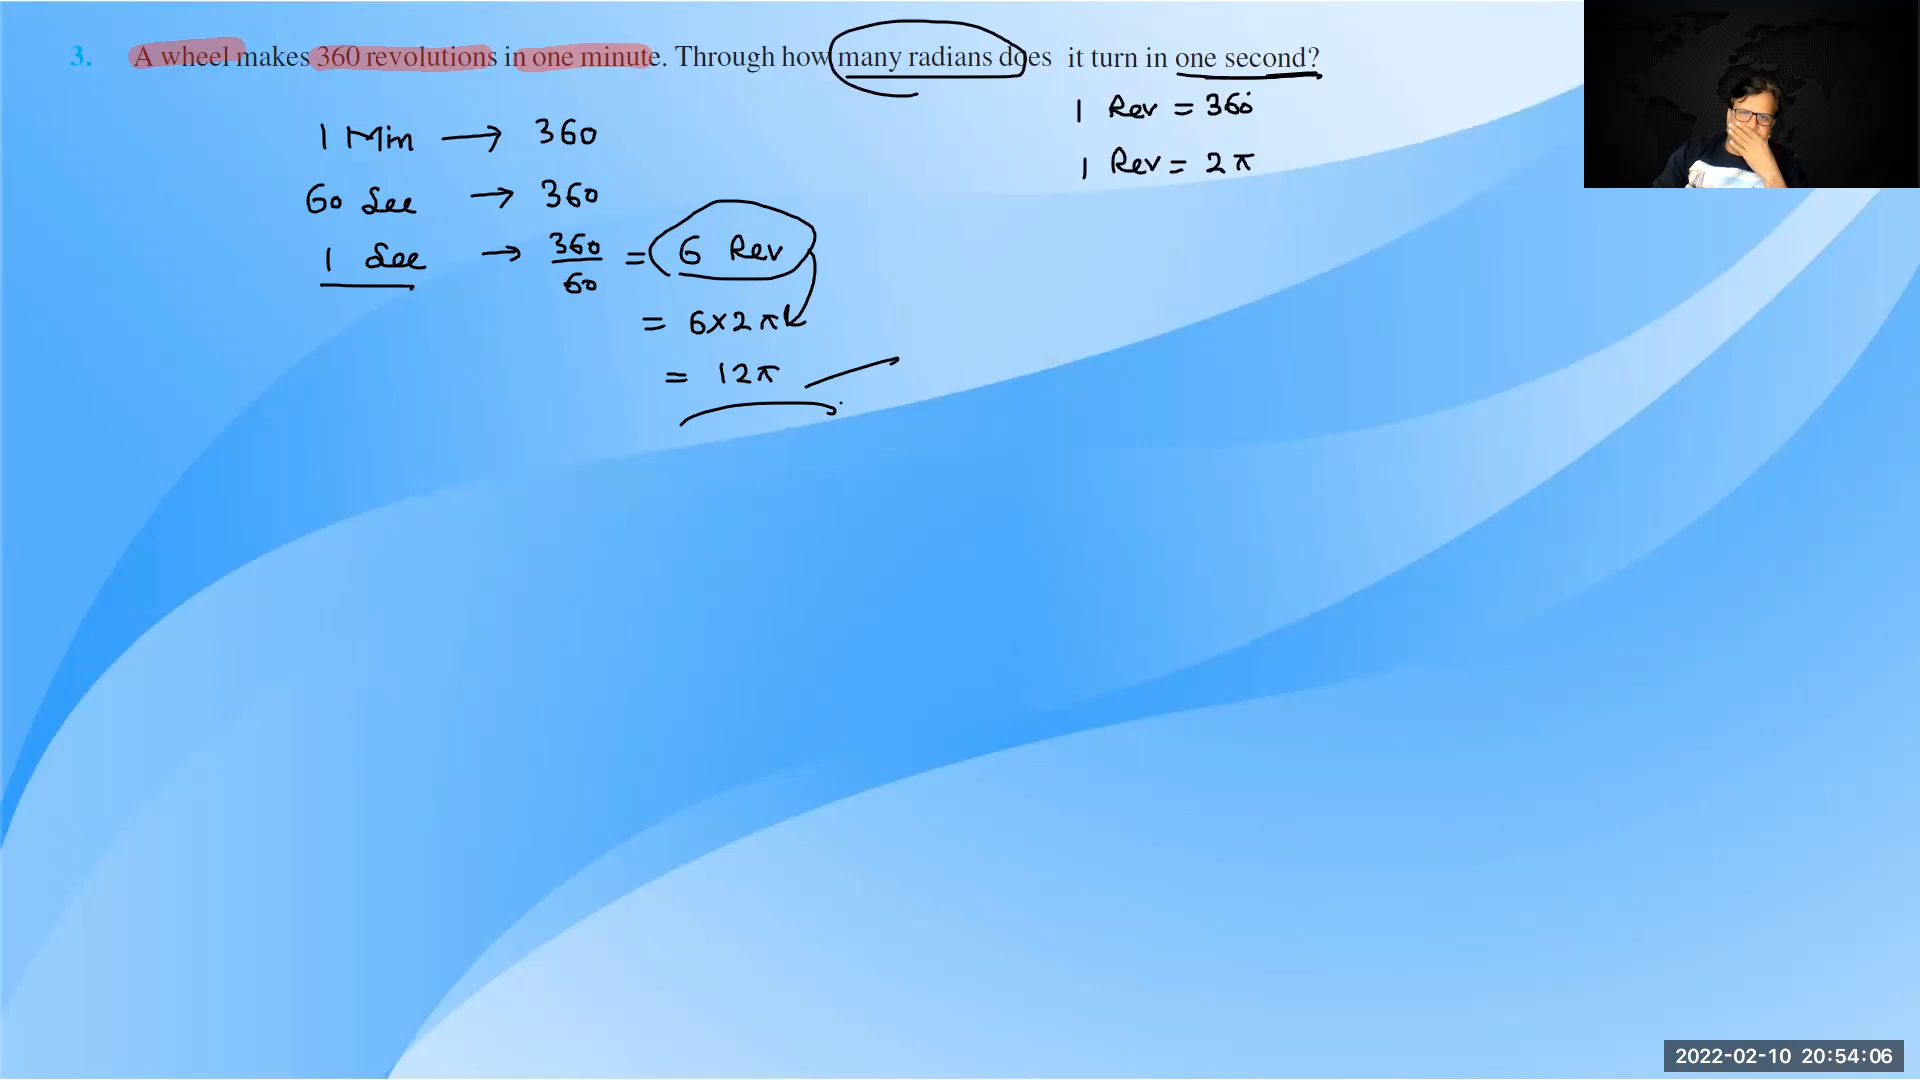 3. A wheel makes 360 revolutions in one minute. Through how many radians does it turn in one second?
1 Rev = 360°
1 Min → 360
1 Rev = 2π
60 Sec → 360
1 Sec → 360/60 = 6 Rev
= 6×2π
= 12π
2022-02-10 20:54:06